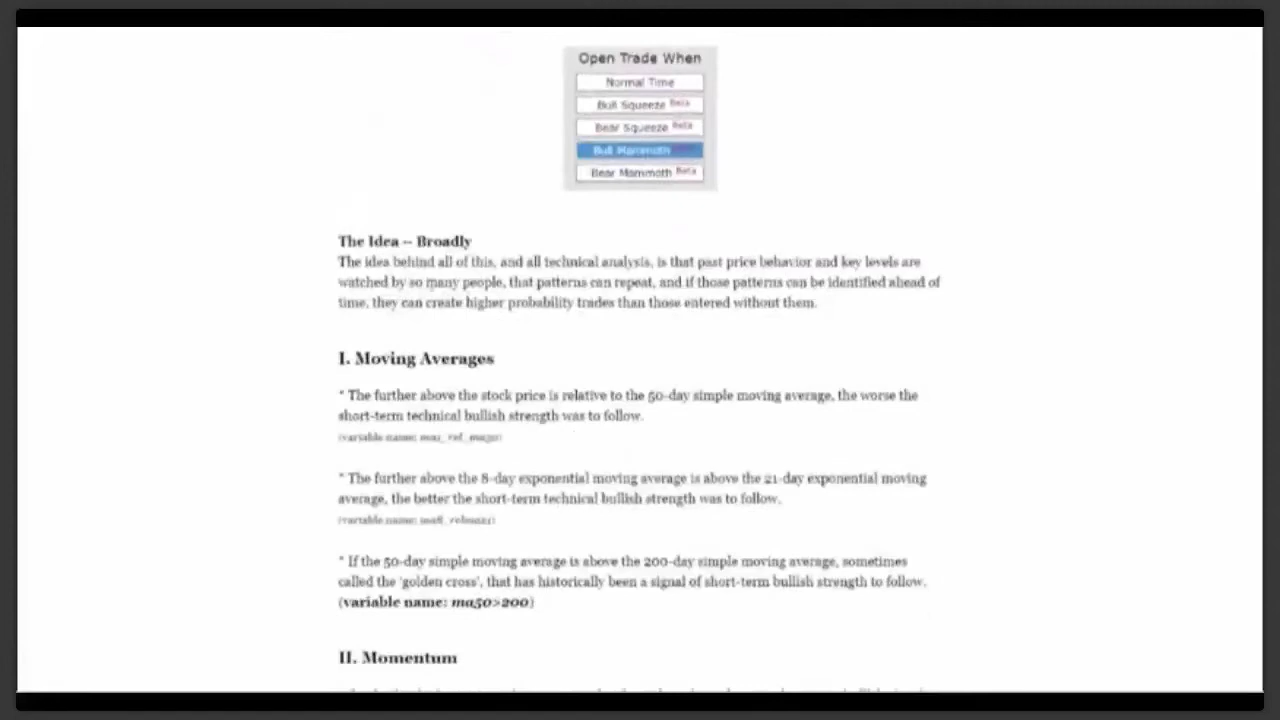 Open Trade When
Normal Time
Bull Squeeze Beta
Bear Squeeze Beta
Bull Mammoth
Bear Mammoth Beta
The Idea -- Broadly
The idea behind all of this, and all technical analysis, is that past price behavior and key levels are
watched by so many people, that patterns can repeat, and if those patterns can be identified ahead of
time, they can create higher probability trades than those entered without them.
I. Moving Averages
* The further above the stock price is relative to the 50-day simple moving average, the worse the
short-term technical bullish strength was to follow.
(variable name:
* The further above the 8-day exponential moving average is above the 21-day exponential moving
average, the better the short-term technical bullish strength was to follow.
(variable name:
* If the 50-day simple moving average is above the 200-day simple moving average, sometimes
called the 'golden cross', that has historically been a signal of short-term bullish strength to follow.
(variable name: ma50>200)
II. Momentum